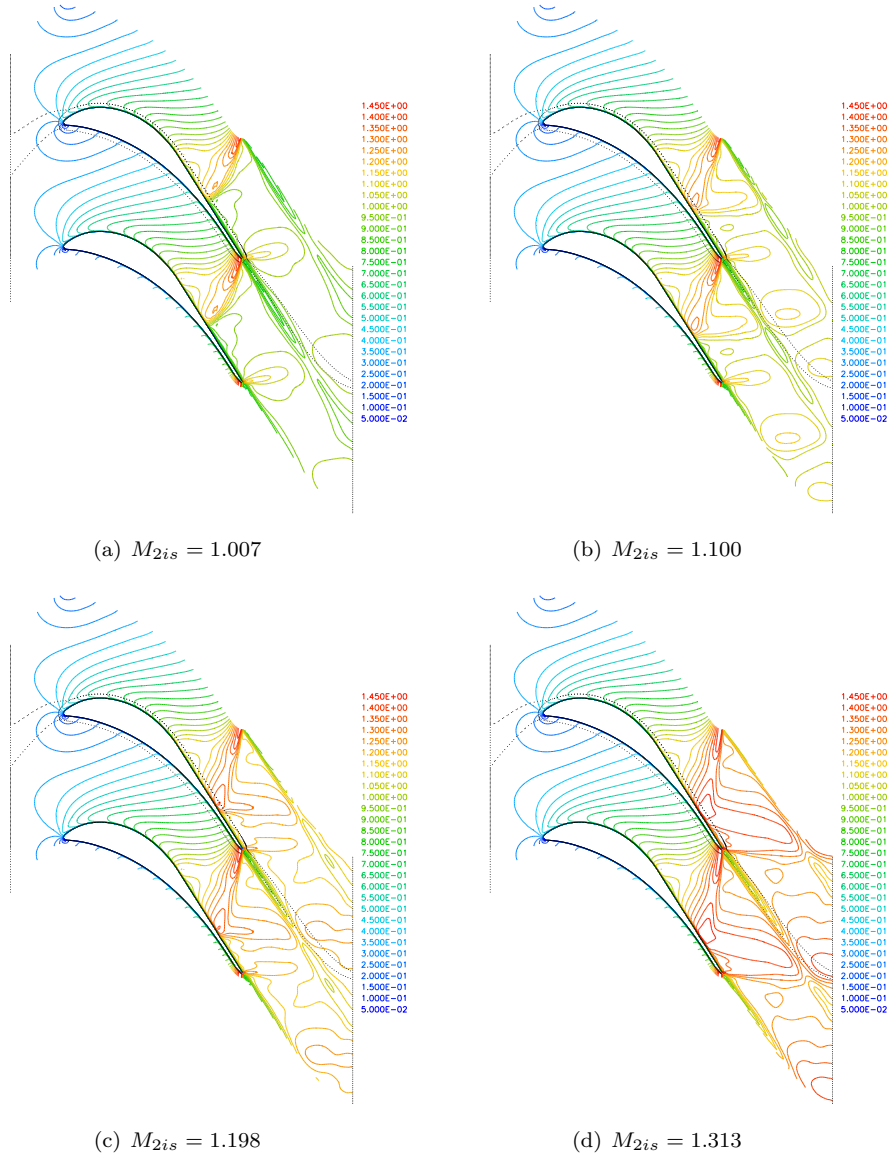 1.450E+00
1.400E+00
1.350E+00
1.300E+00
1.250E+00
1.200E+00
1.150E+00
1.100E+00
1.050E+00
1.000E+00
9.500E-01
9.000E-01
8.500E-01
8.000E-01
7.500E-01
7.000E-01
6.500E-01
6.000E-01
5.500E-01
5.000E-01
4.500E-01
4.000E-01
3.500E-01
3.000E-01
2.500E-01
2.000E-01
1.500E-01
1.000E-01
5.000E-02
(a) M2is = 1.007
1.450E+00
1.400E+00
1.350E+00
1.300E+00
1.250E+00
1.200E+00
1.150E+00
1.100E+00
1.050E+00
1.000E+00
9.500E-01
9.000E-01
8.500E-01
8.000E-01
7.500E-01
7.000E-01
6.500E-01
6.000E-01
5.500E-01
5.000E-01
4.500E-01
4.000E-01
3.500E-01
3.000E-01
2.500E-01
2.000E-01
1.500E-01
1.000E-01
5.000E-02
(b) M2is = 1.100
1.450E+00
1.400E+00
1.350E+00
1.300E+00
1.250E+00
1.200E+00
1.150E+00
1.100E+00
1.050E+00
1.000E+00
9.500E-01
9.000E-01
8.500E-01
8.000E-01
7.500E-01
7.000E-01
6.500E-01
6.000E-01
5.500E-01
5.000E-01
4.500E-01
4.000E-01
3.500E-01
3.000E-01
2.500E-01
2.000E-01
1.500E-01
1.000E-01
5.000E-02
(c) M2is = 1.198
1.450E+00
1.400E+00
1.350E+00
1.300E+00
1.250E+00
1.200E+00
1.150E+00
1.100E+00
1.050E+00
1.000E+00
9.500E-01
9.000E-01
8.500E-01
8.000E-01
7.500E-01
7.000E-01
6.500E-01
6.000E-01
5.500E-01
5.000E-01
4.500E-01
4.000E-01
3.500E-01
3.000E-01
2.500E-01
2.000E-01
1.500E-01
1.000E-01
5.000E-02
(d) M2is = 1.313